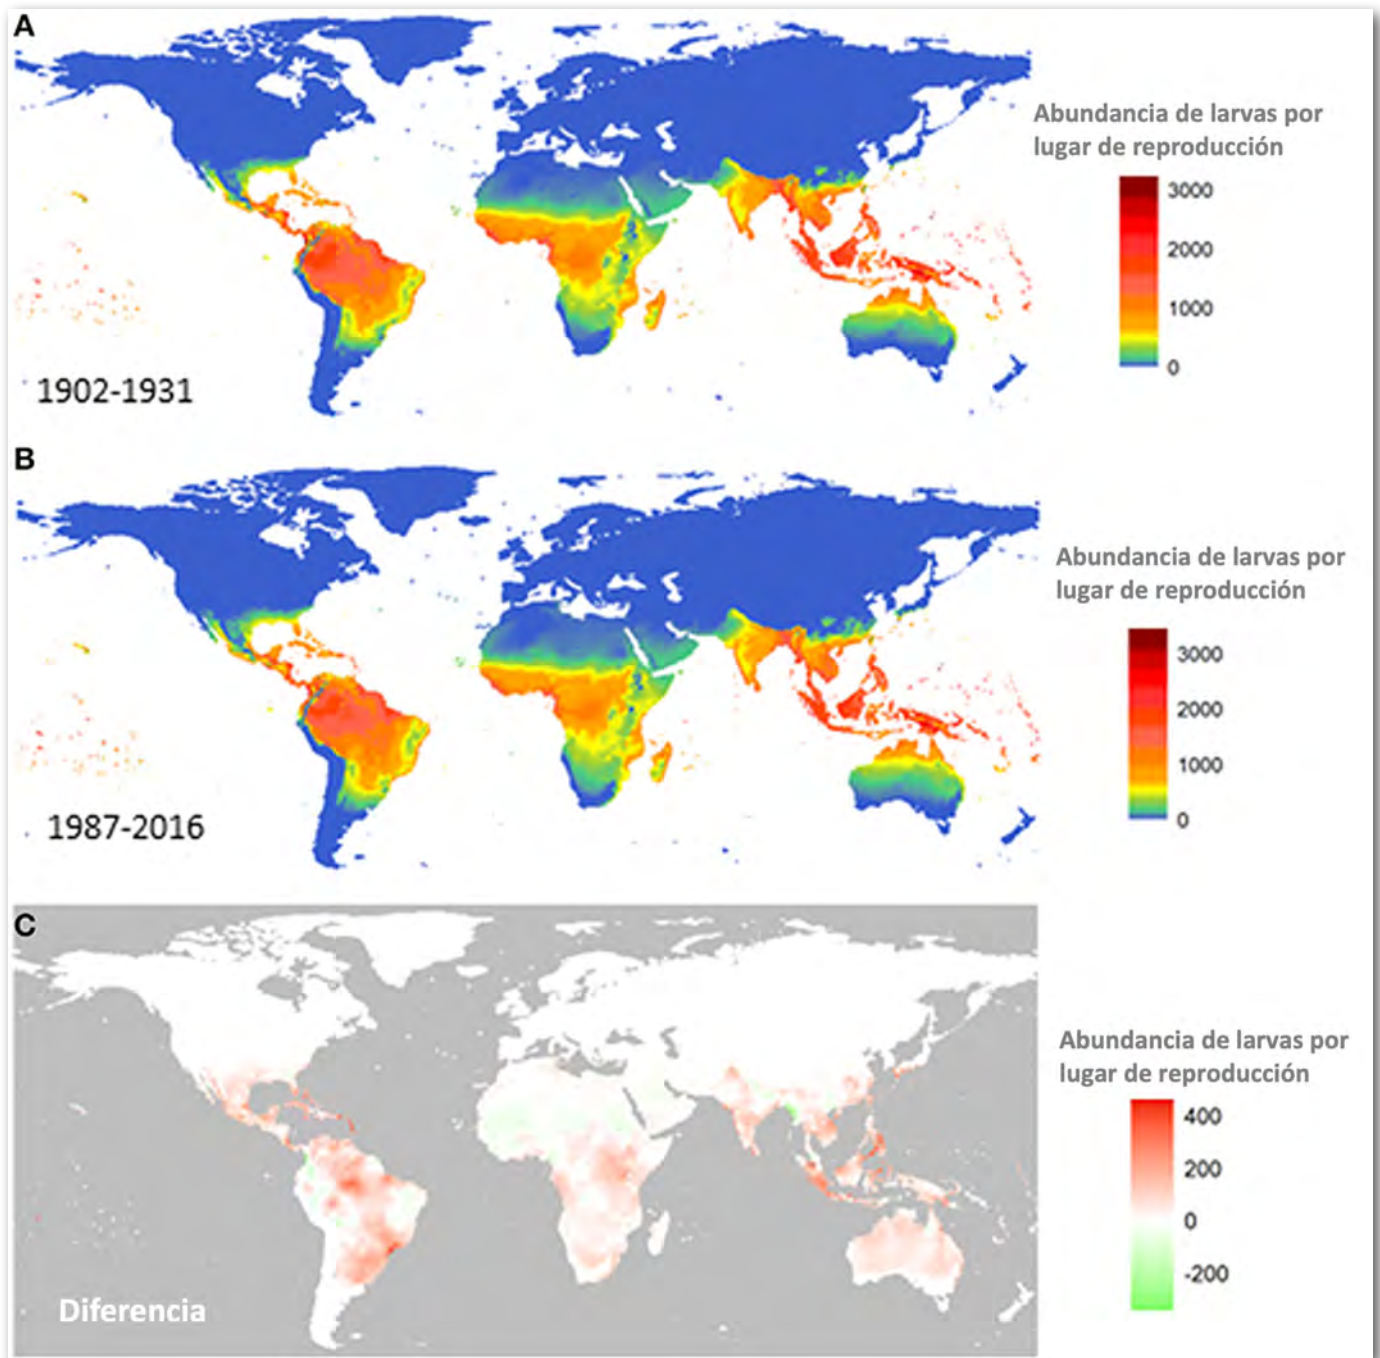 A
Abundancia de larvas por
lugar de reproducción
3000
2000
1000
0
1902-1931
B
Abundancia de larvas por
lugar de reproducción
3000
2000
1000
0
1987-2016
C
Abundancia de larvas por
lugar de reproducción
400
200
0
-200
Diferencia